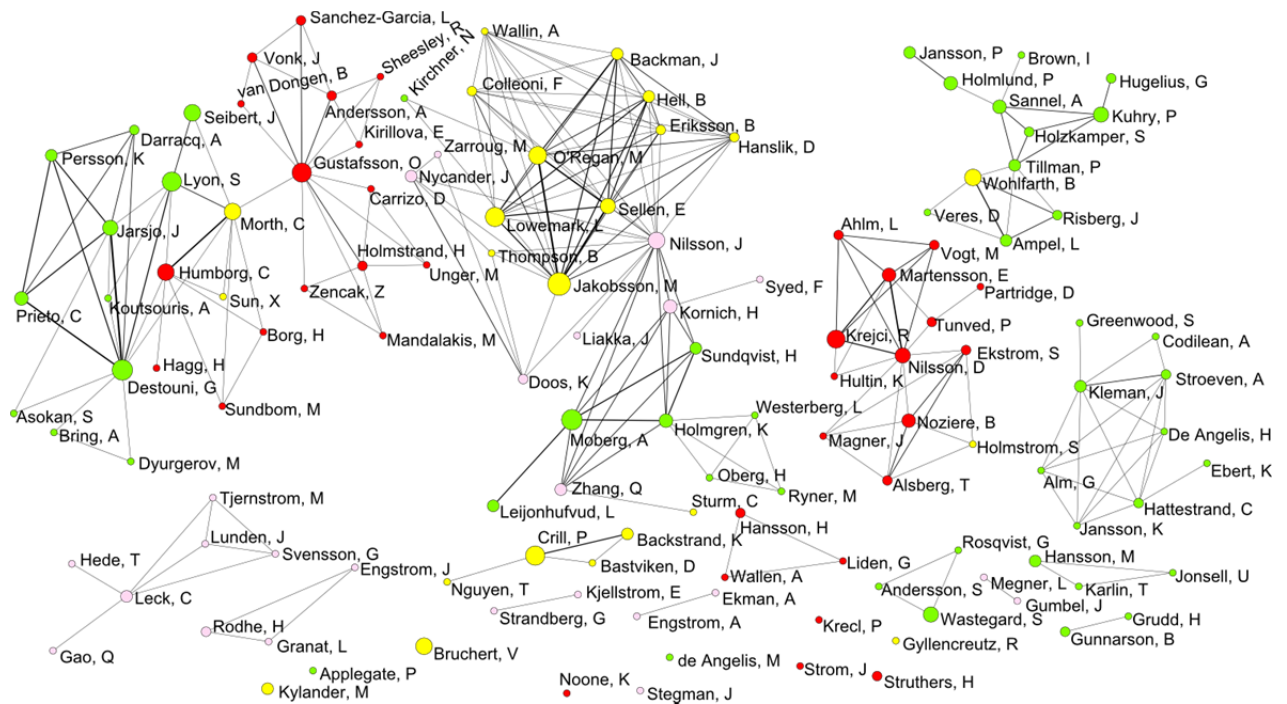 Sanchez-Garcia, L
Vonk, J
van Dongen, B
Sheesley, R
Kirchner, N
Wallin, A
Backman, J
Colleoni, F
Hell, B
Eriksson, B
Hanslik, D
Jansson, P
Brown, I
Holmlund, P
Hugelius, G
Sannel, A
Kuhry, P
Holzkamper, S
Tillman, P
Wohlfarth, B
Veres, D
Risberg, J
Ampel, L
Seibert, J
Andersson, A
Kirillova, E
Darracq, A
Persson, K
Gustafsson, O
Zarroug, M
O'Regan, M
Nycander, J
Lyon, S
Carrizo, D
Morth, C
Jarsjo, J
Lowemark, L
Sellen, E
Nilsson, J
Thompson, B
Holmstrand, H
Unger, M
Humborg, C
Zencak, Z
Jakobsson, M
Syed, F
Kornich, H
Koutsouris, A
Sun, X
Prieto, C
Borg, H
Mandalakis, M
Liakka, J
Sundqvist, H
Hagg, H
Destouni, G
Doos, K
Sundbom, M
Asokan, S
Bring, A
Dyurgerov, M
Moberg, A
Holmgren, K
Westerberg, L
Oberg, H
Ryner, M
Zhang, Q
Sturm, C
Leijonhufvud, L
Ahlm, L
Vogt, M
Martensson, E
Partridge, D
Krejci, R
Tunved, P
Nilsson, D
Ekstrom, S
Hultin, K
Noziere, B
Magner, J
Holmstrom, S
Alsberg, T
Greenwood, S
Codilean, A
Stroeven, A
Kleman, J
De Angelis, H
Ebert, K
Alm, G
Hattestrand, C
Jansson, K
Tjernstrom, M
Lunden, J
Hede, T
Svensson, G
Engstrom, J
Leck, C
Rodhe, H
Granat, L
Gao, Q
Crill, P
Backstrand, K
Bastviken, D
Nguyen, T
Hansson, H
Liden, G
Wallen, A
Kjellstrom, E
Strandberg, G
Ekman, A
Engstrom, A
Rosqvist, G
Hansson, M
Andersson, S
Megner, L
Karlin, T
Jonsell, U
Gumbel, J
Wastegard, S
Grudd, H
Gunnarson, B
Krecl, P
Gyllencreutz, R
Bruchert, V
Applegate, P
Kylander, M
de Angelis, M
Noone, K
Stegman, J
Strom, J
Struthers, H